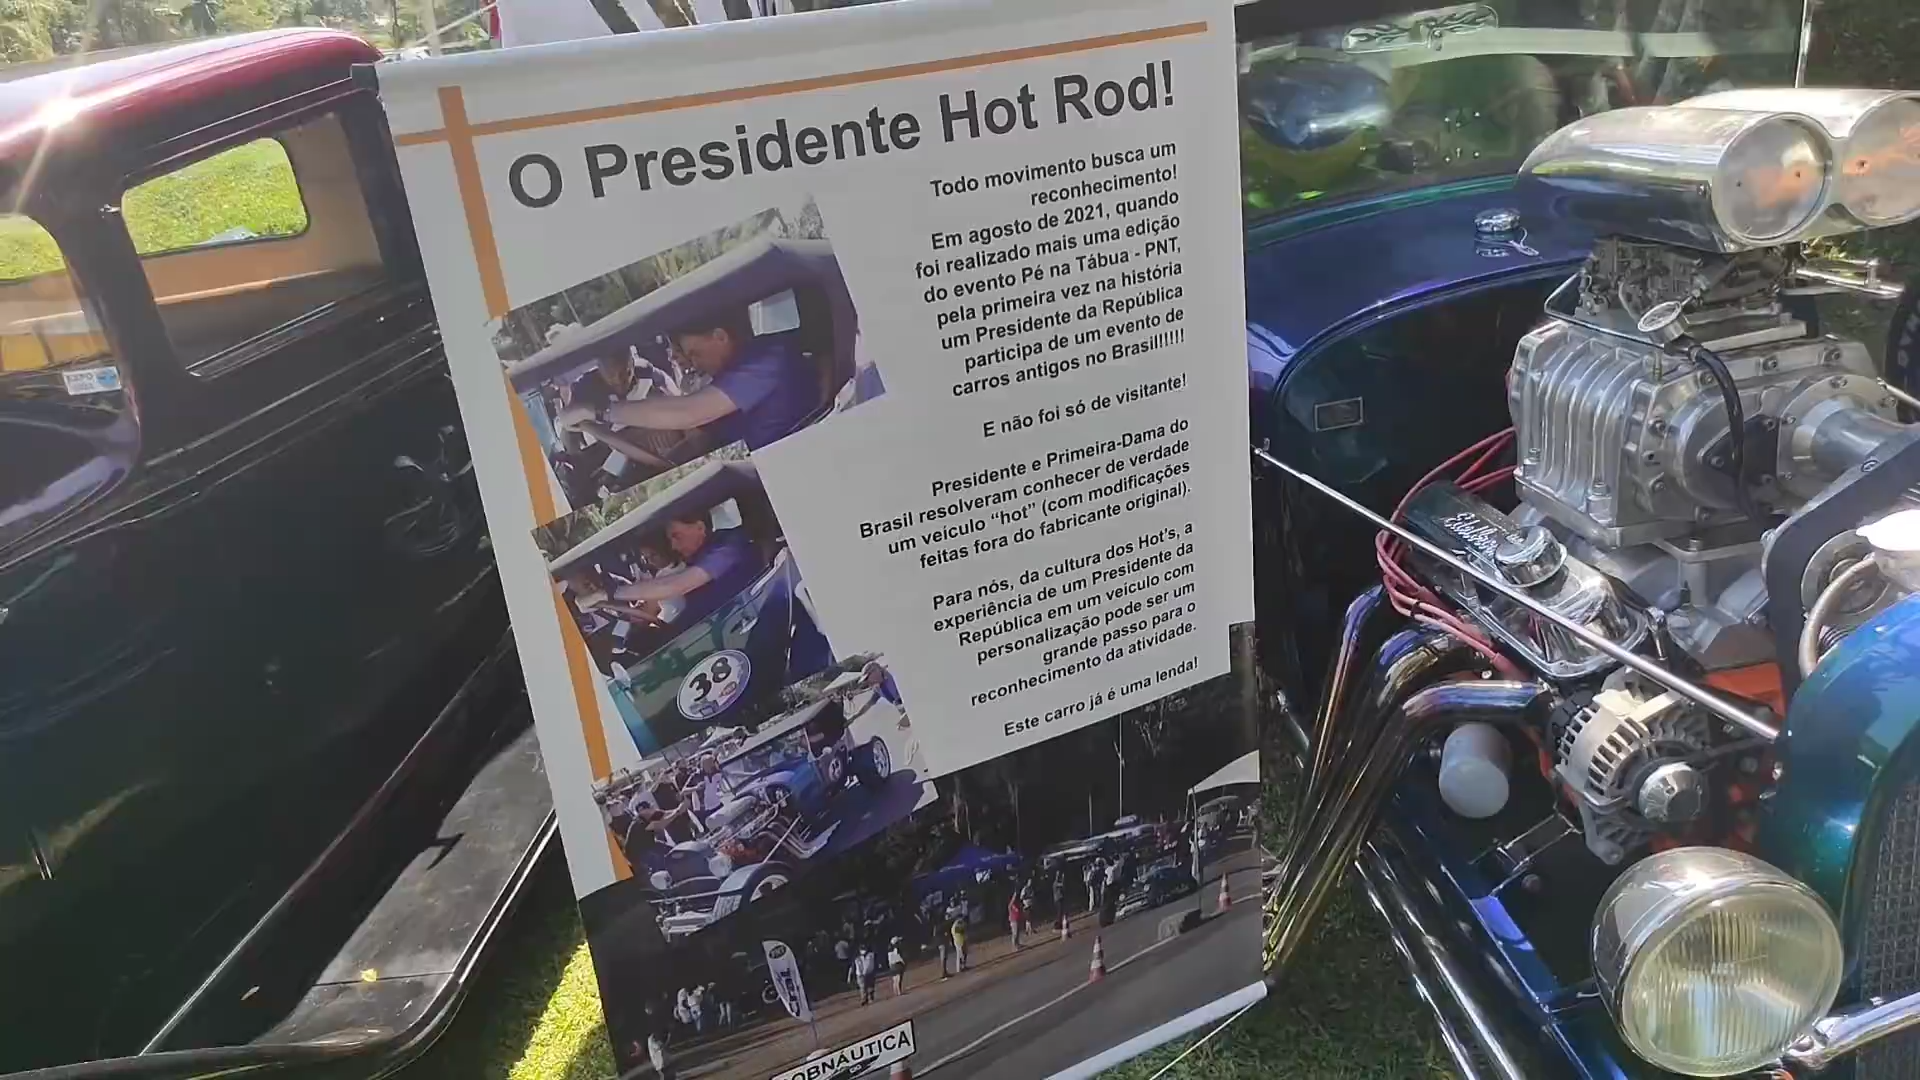 O Presidente Hot Rod!
Todo movimento busca um
reconhecimento!
Em agosto de 2021, quando
foi realizado mais uma edição
do evento Pé na Tábua - PNT,
pela primeira vez na história
um Presidente da República
participa de um evento de
carros antigos no Brasil!!!!!
E não foi só de visitante!
Presidente e Primeira-Dama do
Brasil resolveram conhecer de verdade
um veículo “hot” (com modificações
feitas fora do fabricante original).
Para nós, da cultura dos Hot's, a
experiência de um Presidente da
República em um veículo com
personalização pode ser um
grande passo para o
reconhecimento da atividade.
Este carro já é uma lenda!
38
EXPO
Edelbrock